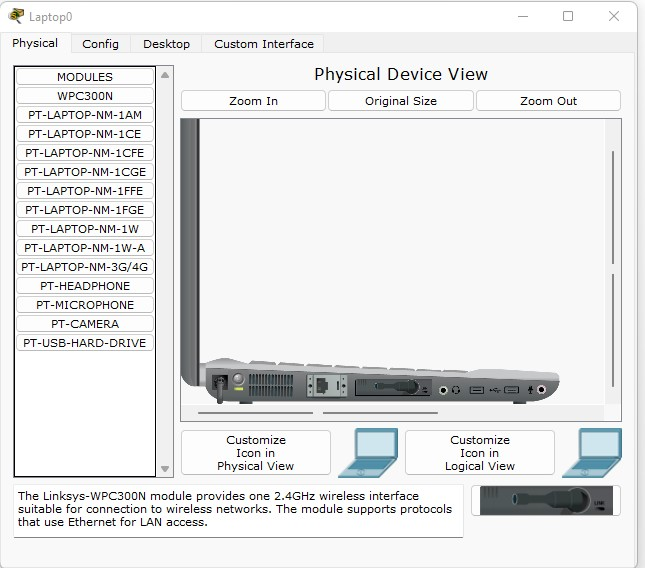 Laptop0
Physical
Config
Desktop
Custom Interface
MODULES
WPC300N
PT-LAPTOP-NM-1AM
PT-LAPTOP-NM-1CE
PT-LAPTOP-NM-1CFE
PT-LAPTOP-NM-1CGE
PT-LAPTOP-NM-1FFE
PT-LAPTOP-NM-1FGE
PT-LAPTOP-NM-1W
PT-LAPTOP-NM-1W-A
PT-LAPTOP-NM-3G/4G
PT-HEADPHONE
PT-MICROPHONE
PT-CAMERA
PT-USB-HARD-DRIVE
Physical Device View
Zoom In
Original Size
Zoom Out
Customize
Icon in
Physical View
Customize
Icon in
Logical View
The Linksys-WPC300N module provides one 2.4GHz wireless interface
suitable for connection to wireless networks. The module supports protocols
that use Ethernet for LAN access.